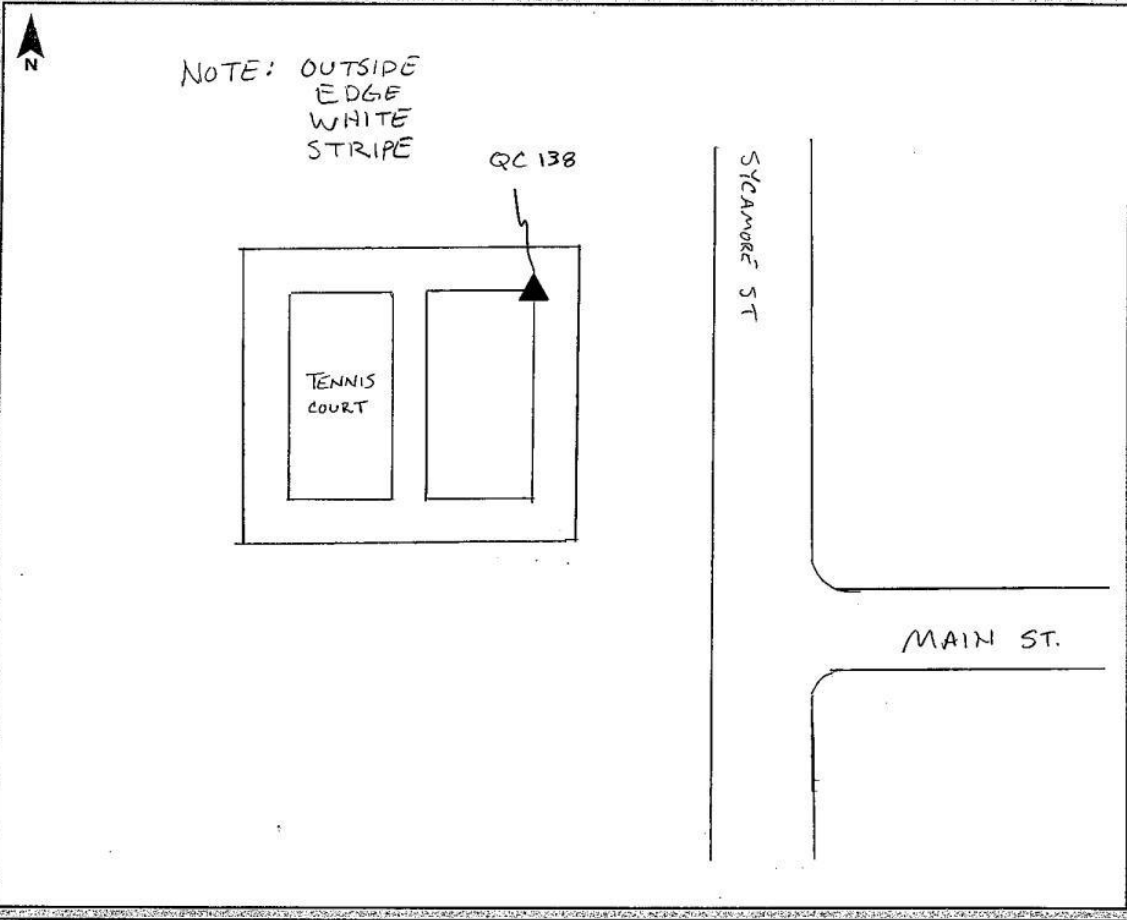 N
NOTE: OUTSIDE
EDGE
WHITE
STRIPE
QC 138
SYCAMORE ST
TENNIS
COURT
MAIN ST.